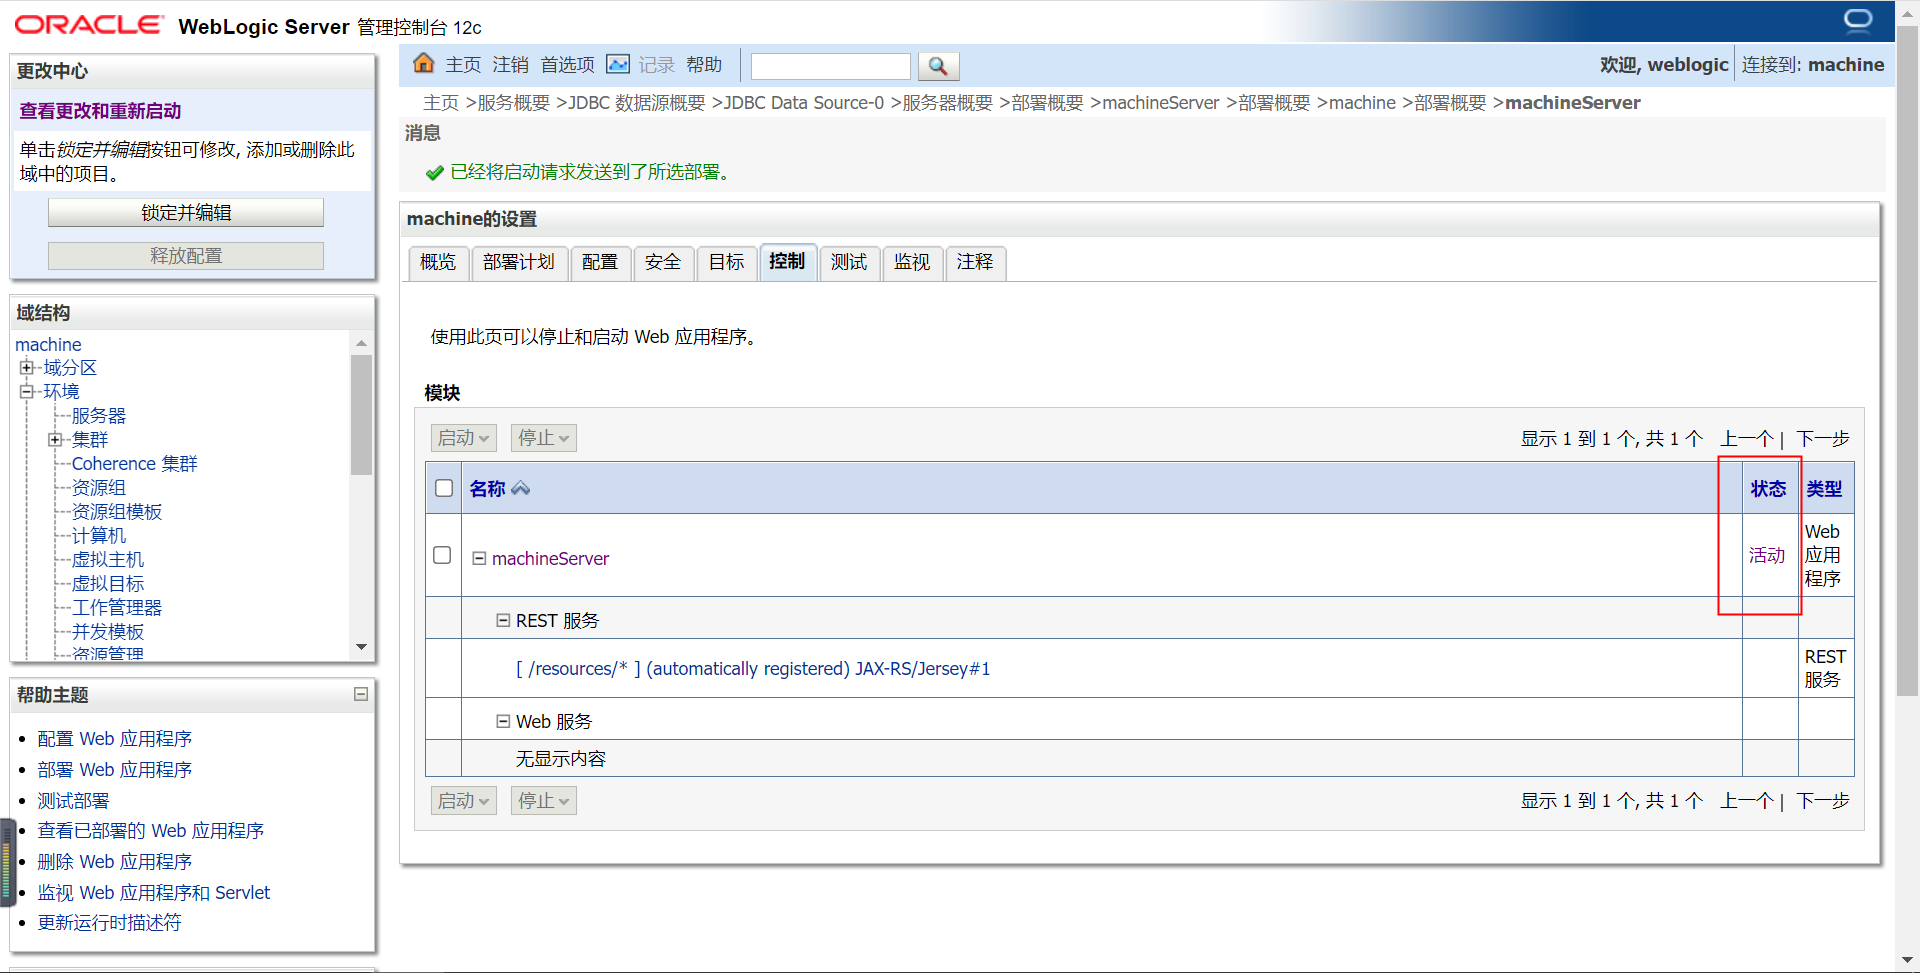 ORACLE WebLogic Server 管理控制台 12c
更改中心
查看更改和重新启动
单击锁定并编辑按钮可修改, 添加或删除此
域中的项目。
锁定并编辑
释放配置
域结构
machine
域分区
环境
服务器
集群
Coherence 集群
资源组
资源组模板
计算机
虚拟主机
虚拟目标
工作管理器
并发模板
资源管理
帮助主题
配置 Web 应用程序
部署 Web 应用程序
测试部署
查看已部署的 Web 应用程序
删除 Web 应用程序
监视 Web 应用程序和 Servlet
更新运行时描述符
主页 注销 首选项 记录 帮助
欢迎, weblogic 连接到: machine
主页 >服务概要 >JDBC 数据源概要 >JDBC Data Source-0 >服务器概要 >部署概要 >machineServer >部署概要 >machine >部署概要 >machineServer
消息
已经将启动请求发送到了所选部署。
machine的设置
概览 部署计划 配置 安全 目标 控制 测试 监视 注释
使用此页可以停止和启动 Web 应用程序。
模块
启动 停止 显示 1 到 1 个, 共 1 个 上一个 | 下一步
名称 状态 类型
machineServer 活动 Web
应用
程序
REST 服务
[ /resources/* ] (automatically registered) JAX-RS/Jersey#1 REST
服务
Web 服务
无显示内容
启动 停止 显示 1 到 1 个, 共 1 个 上一个 | 下一步